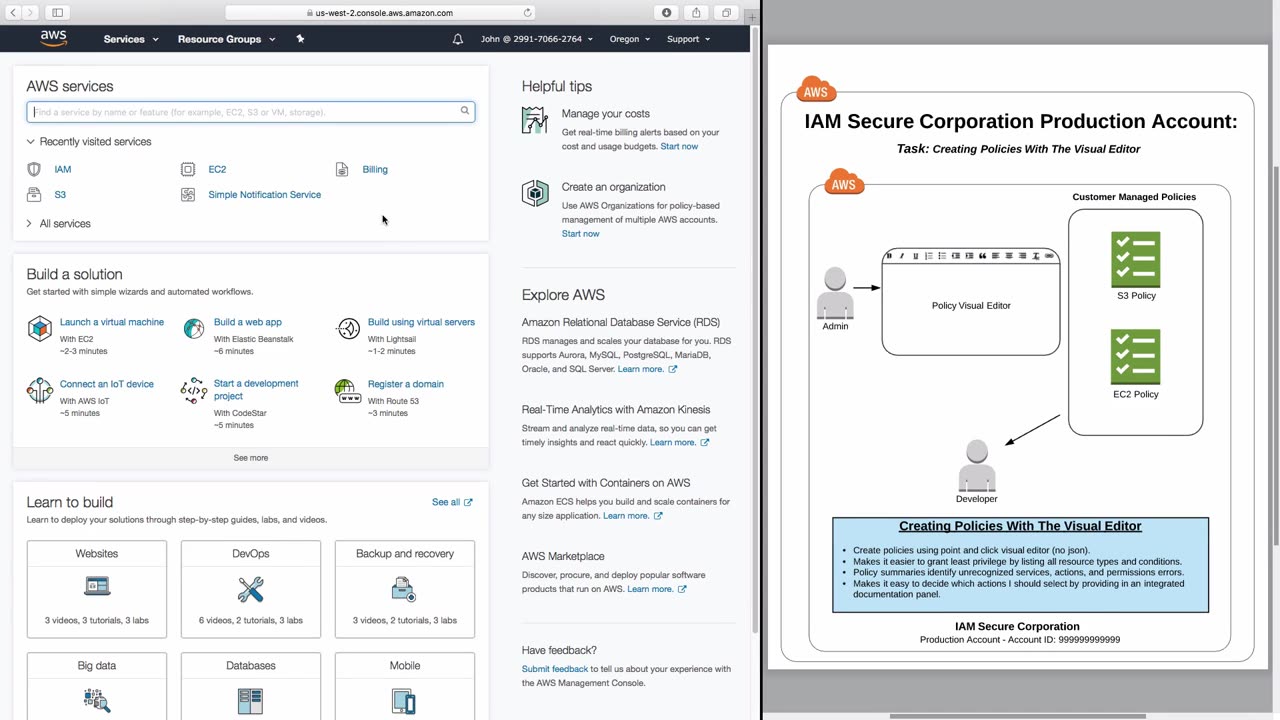 us-west-2.console.aws.amazon.com
aws
Services
Resource Groups
John @ 2991-7066-2764
Oregon
Support
AWS services
Find a service by name or feature (for example, EC2, S3 or VM, storage).
Recently visited services
IAM
EC2
Billing
S3
Simple Notification Service
All services
Build a solution
Get started with simple wizards and automated workflows.
Launch a virtual machine
With EC2
~2-3 minutes
Build a web app
With Elastic Beanstalk
~6 minutes
Build using virtual servers
With Lightsail
~1-2 minutes
Connect an IoT device
With AWS IoT
~5 minutes
Start a development
project
With CodeStar
~5 minutes
Register a domain
With Route 53
~3 minutes
See more
Learn to build
See all
Learn to deploy your solutions through step-by-step guides, labs, and videos.
Websites
3 videos, 3 tutorials, 3 labs
DevOps
6 videos, 2 tutorials, 3 labs
Backup and recovery
3 videos, 2 tutorials, 3 labs
Big data
Databases
Mobile
Helpful tips
Manage your costs
Get real-time billing alerts based on your
cost and usage budgets. Start now
Create an organization
Use AWS Organizations for policy-based
management of multiple AWS accounts.
Start now
Explore AWS
Amazon Relational Database Service (RDS)
RDS manages and scales your database for you. RDS
supports Aurora, MySQL, PostgreSQL, MariaDB,
Oracle, and SQL Server. Learn more.
Real-Time Analytics with Amazon Kinesis
Stream and analyze real-time data, so you can get
timely insights and react quickly. Learn more.
Get Started with Containers on AWS
Amazon ECS helps you build and scale containers for
any size application. Learn more.
AWS Marketplace
Discover, procure, and deploy popular software
products that run on AWS. Learn more.
Have feedback?
Submit feedback to tell us about your experience with
the AWS Management Console.
AWS
IAM Secure Corporation Production Account:
Task: Creating Policies With The Visual Editor
AWS
Customer Managed Policies
Policy Visual Editor
Admin
S3 Policy
EC2 Policy
Developer
Creating Policies With The Visual Editor
• Create policies using point and click visual editor (no json).
• Makes it easier to grant least privilege by listing all resource types and conditions.
• Policy summaries identify unrecognized services, actions, and permissions errors.
• Makes it easy to decide which actions I should select by providing in an integrated
documentation panel.
IAM Secure Corporation
Production Account - Account ID: 999999999999